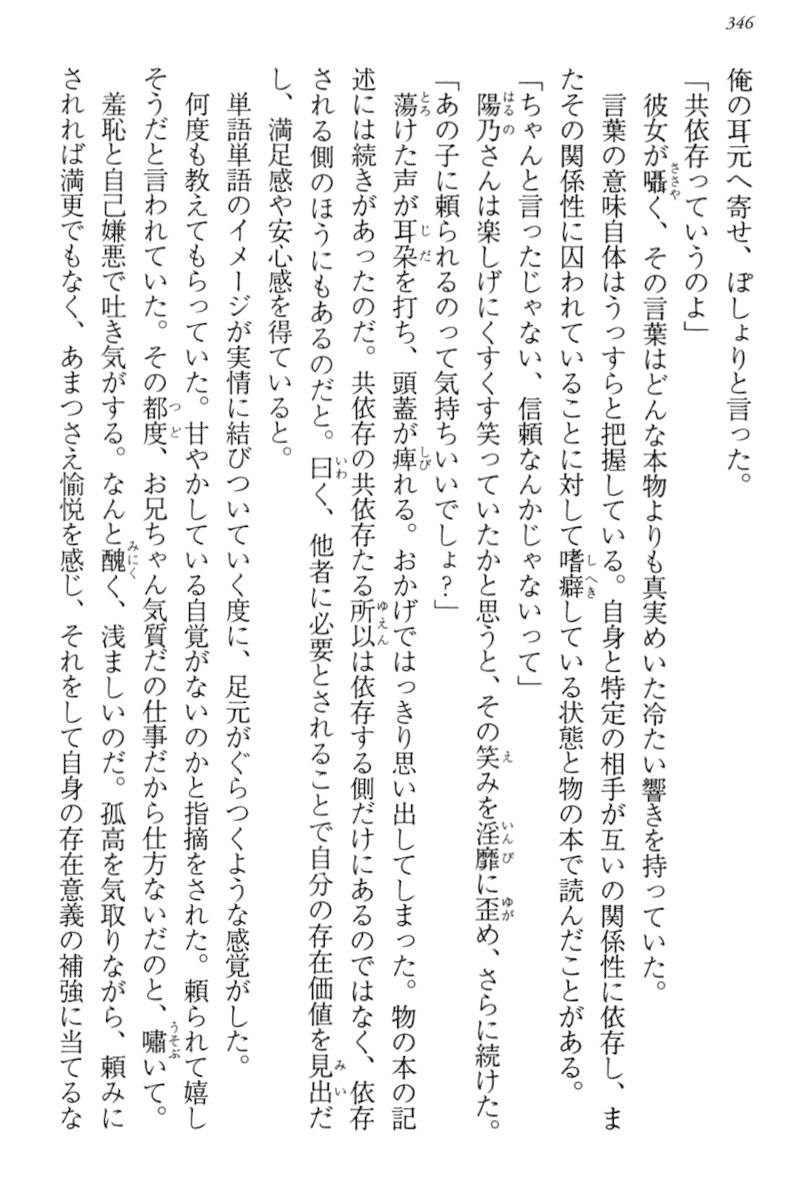 346
俺の耳元へ寄せ、ぽしょりと言った。
「共依存っていうのよ」
　彼女が囁く、その言葉はどんな本物よりも真実めいた冷たい響きを持っていた。
　言葉の意味自体はうっすらと把握している。自身と特定の相手が互いの関係性に依存し、ま
たその関係性に囚われていることに対して嗜癖している状態と物の本で読んだことがある。
「ちゃんと言ったじゃない、信頼なんかじゃないって」
　陽乃さんは楽しげにくすくす笑っていたかと思うと、その笑みを淫靡に歪め、さらに続けた。
「あの子に頼られるのって気持ちいいでしょ？」
　蕩けた声が耳朶を打ち、頭蓋が痺れる。おかげではっきり思い出してしまった。物の本の記
述には続きがあったのだ。共依存の共依存たる所以は依存する側だけにあるのではなく、依存
される側のほうにもあるのだと。曰く、他者に必要とされることで自分の存在価値を見出だ
し、満足感や安心感を得ていると。
　単語単語のイメージが実情に結びついていく度に、足元がぐらつくような感覚がした。
　何度も教えてもらっていた。甘やかしている自覚がないのかと指摘をされた。頼られて嬉し
そうだと言われていた。その都度、お兄ちゃん気質だの仕事だから仕方ないだのと、嘯いて。
　羞恥と自己嫌悪で吐き気がする。なんと醜く、浅ましいのだ。孤高を気取りながら、頼みに
されれば満更でもなく、あまつさえ愉悦を感じ、それをして自身の存在意義の補強に当てるな